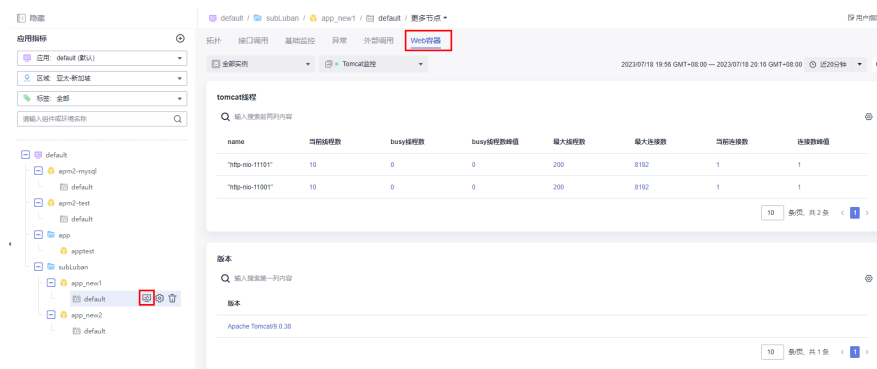 隐藏
default / subLuban / app_new1 / default / 更多节点
应用指标
拓扑 接口调用 基础监控 异常 外部调用 Web容器
应用: default (默认)
全部实例 Tomcat监控 2023/07/18 19:56 GMT+08:00 — 2023/07/18 20:16 GMT+08:00 近20分钟
区域: 亚太-新加坡
标签: 全部
请输入组件或环境名称
tomcat线程
输入搜索前两列内容
name 当前线程数 busy线程数 busy线程数峰值 最大线程数 最大连接数 当前连接数 连接数峰值
"http-nio-11101" 10 0 0 200 8192 1 1
"http-nio-11001" 10 0 0 200 8192 1 1
10 条/页, 共 2 条 < 1 >
default
apm2-mysql
default
apm2-test
default
app
apptest
subLuban
app_new1
default
app_new2
default
版本
输入搜索第一列内容
版本
Apache Tomcat/9.0.38
10 条/页, 共 1 条 < 1 >